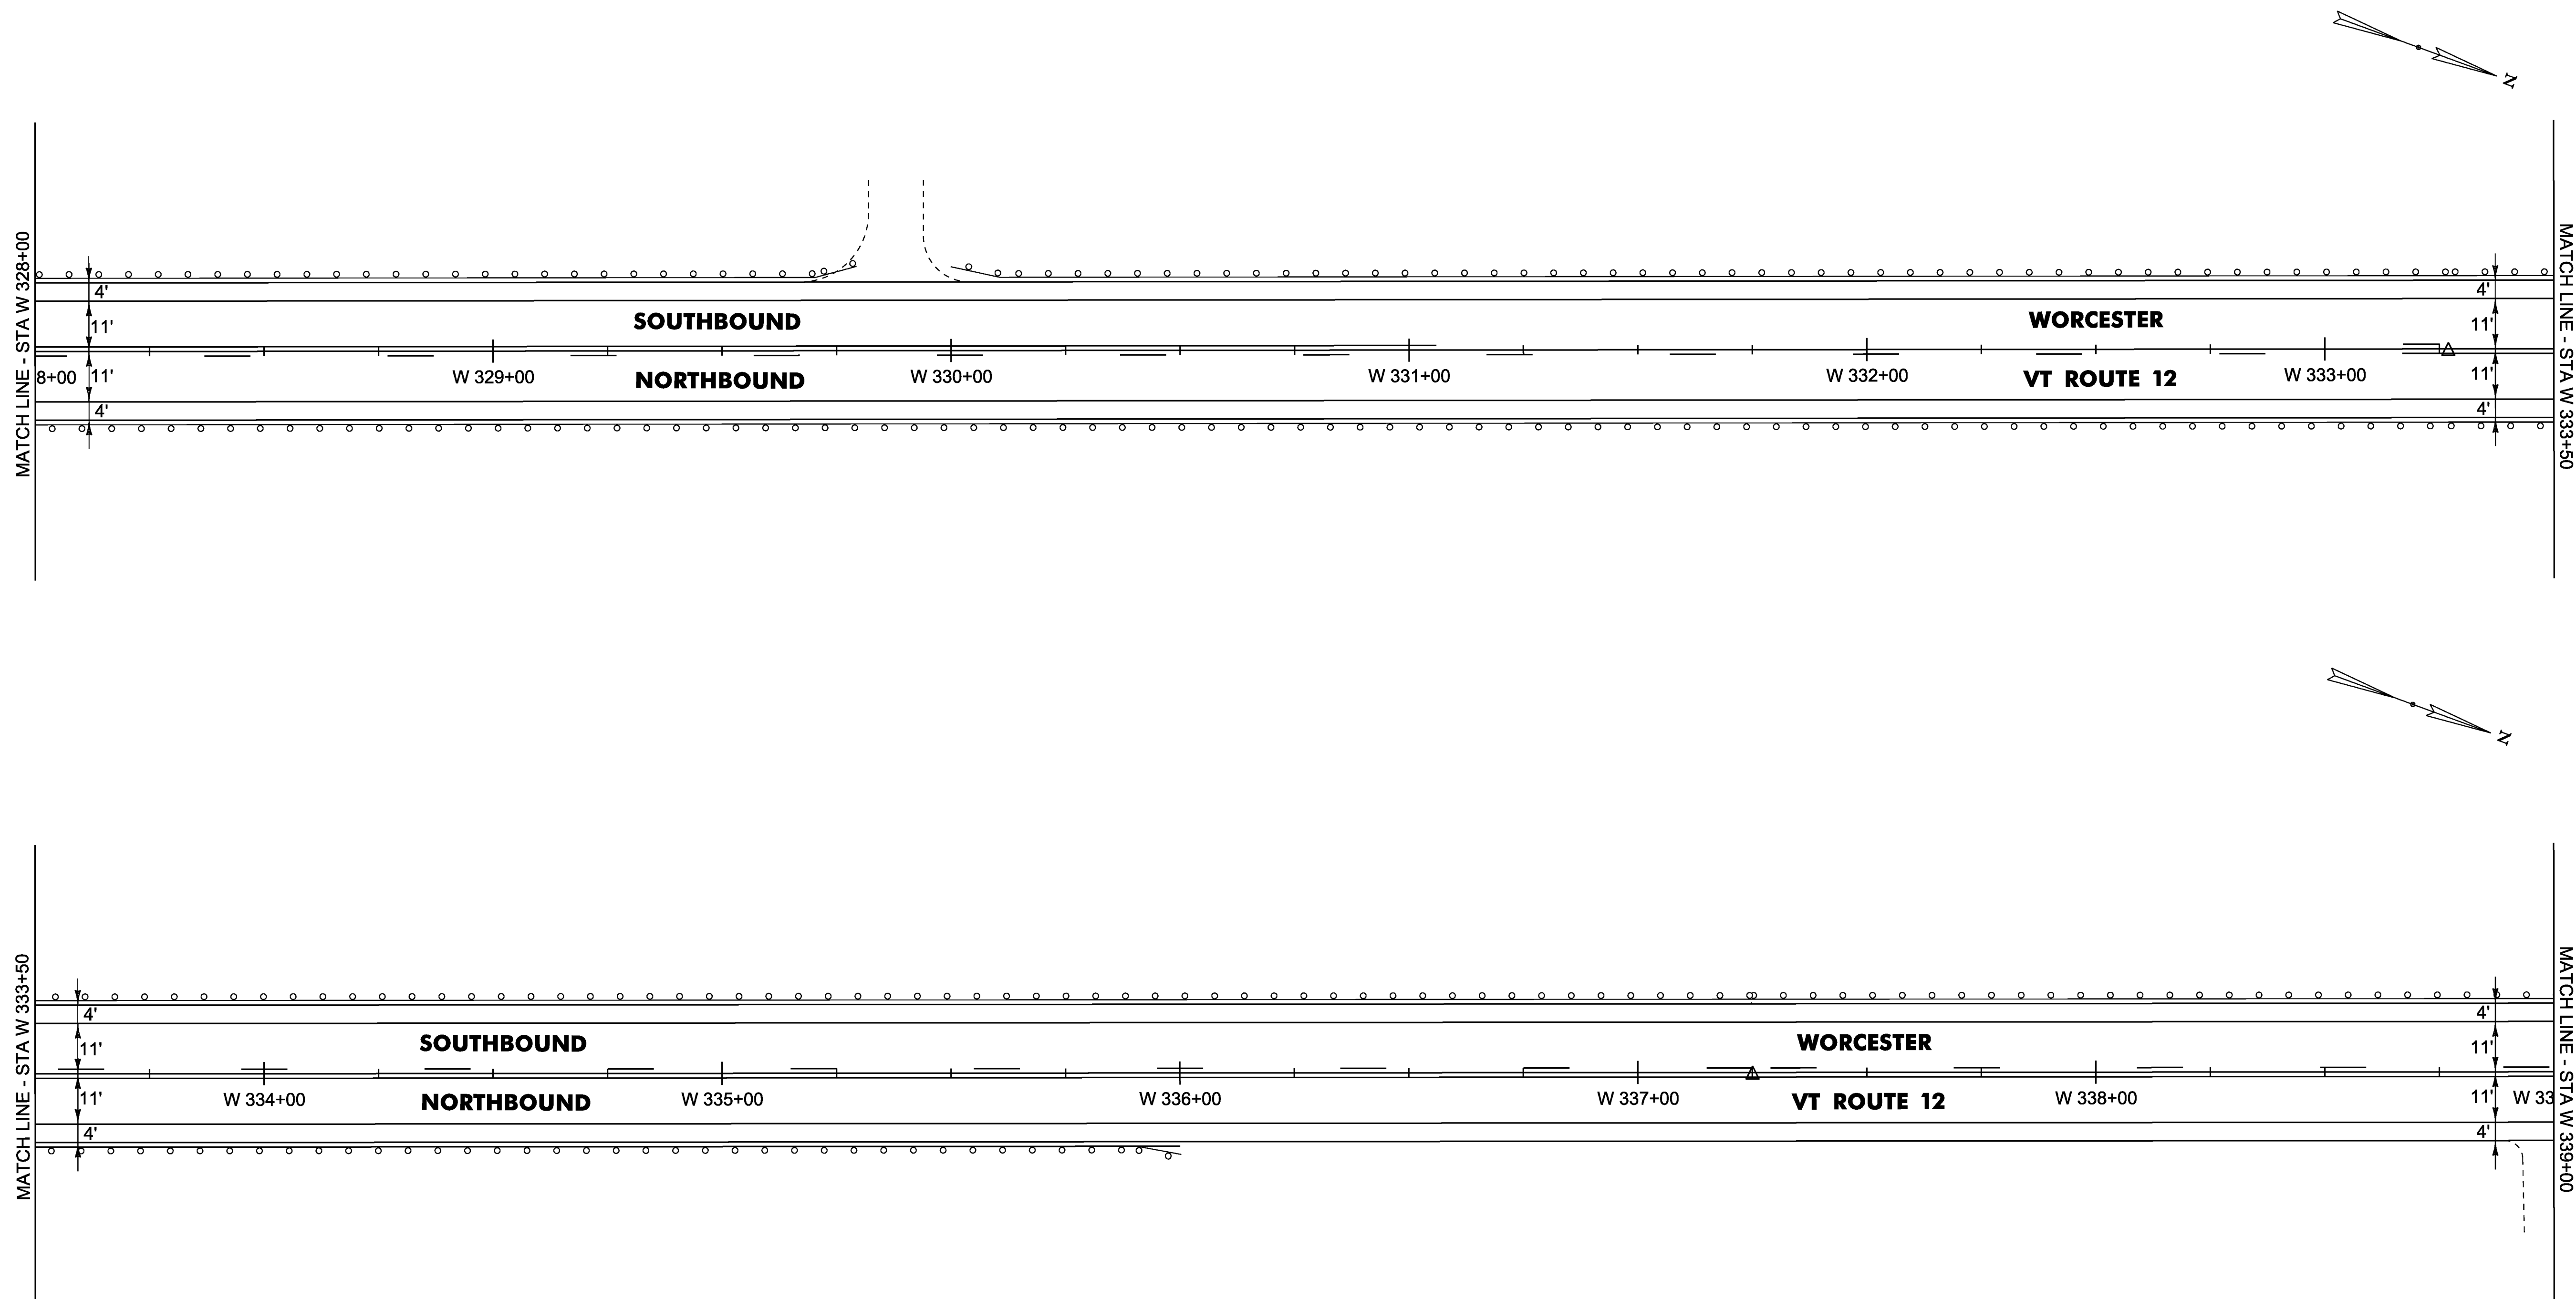 N
MATCH LINE - STA W 328+00
4'
11'
11'
4'
8+00
W 329+00
SOUTHBOUND
NORTHBOUND
W 330+00
W 331+00
W 332+00
WORCESTER
VT ROUTE 12
W 333+00
4'
11'
11'
4'
MATCH LINE - STA W 333+50
N
MATCH LINE - STA W 333+50
4'
11'
11'
4'
W 334+00
SOUTHBOUND
NORTHBOUND
W 335+00
W 336+00
W 337+00
WORCESTER
VT ROUTE 12
W 338+00
4'
11'
11'
4'
W 33
MATCH LINE - STA W 339+00